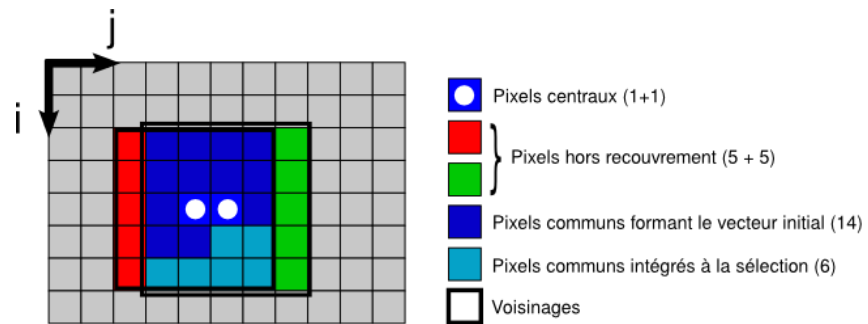 j
i
Pixels centraux (1+1)
Pixels hors recouvrement (5 + 5)
Pixels communs formant le vecteur initial (14)
Pixels communs intégrés à la sélection (6)
Voisinages